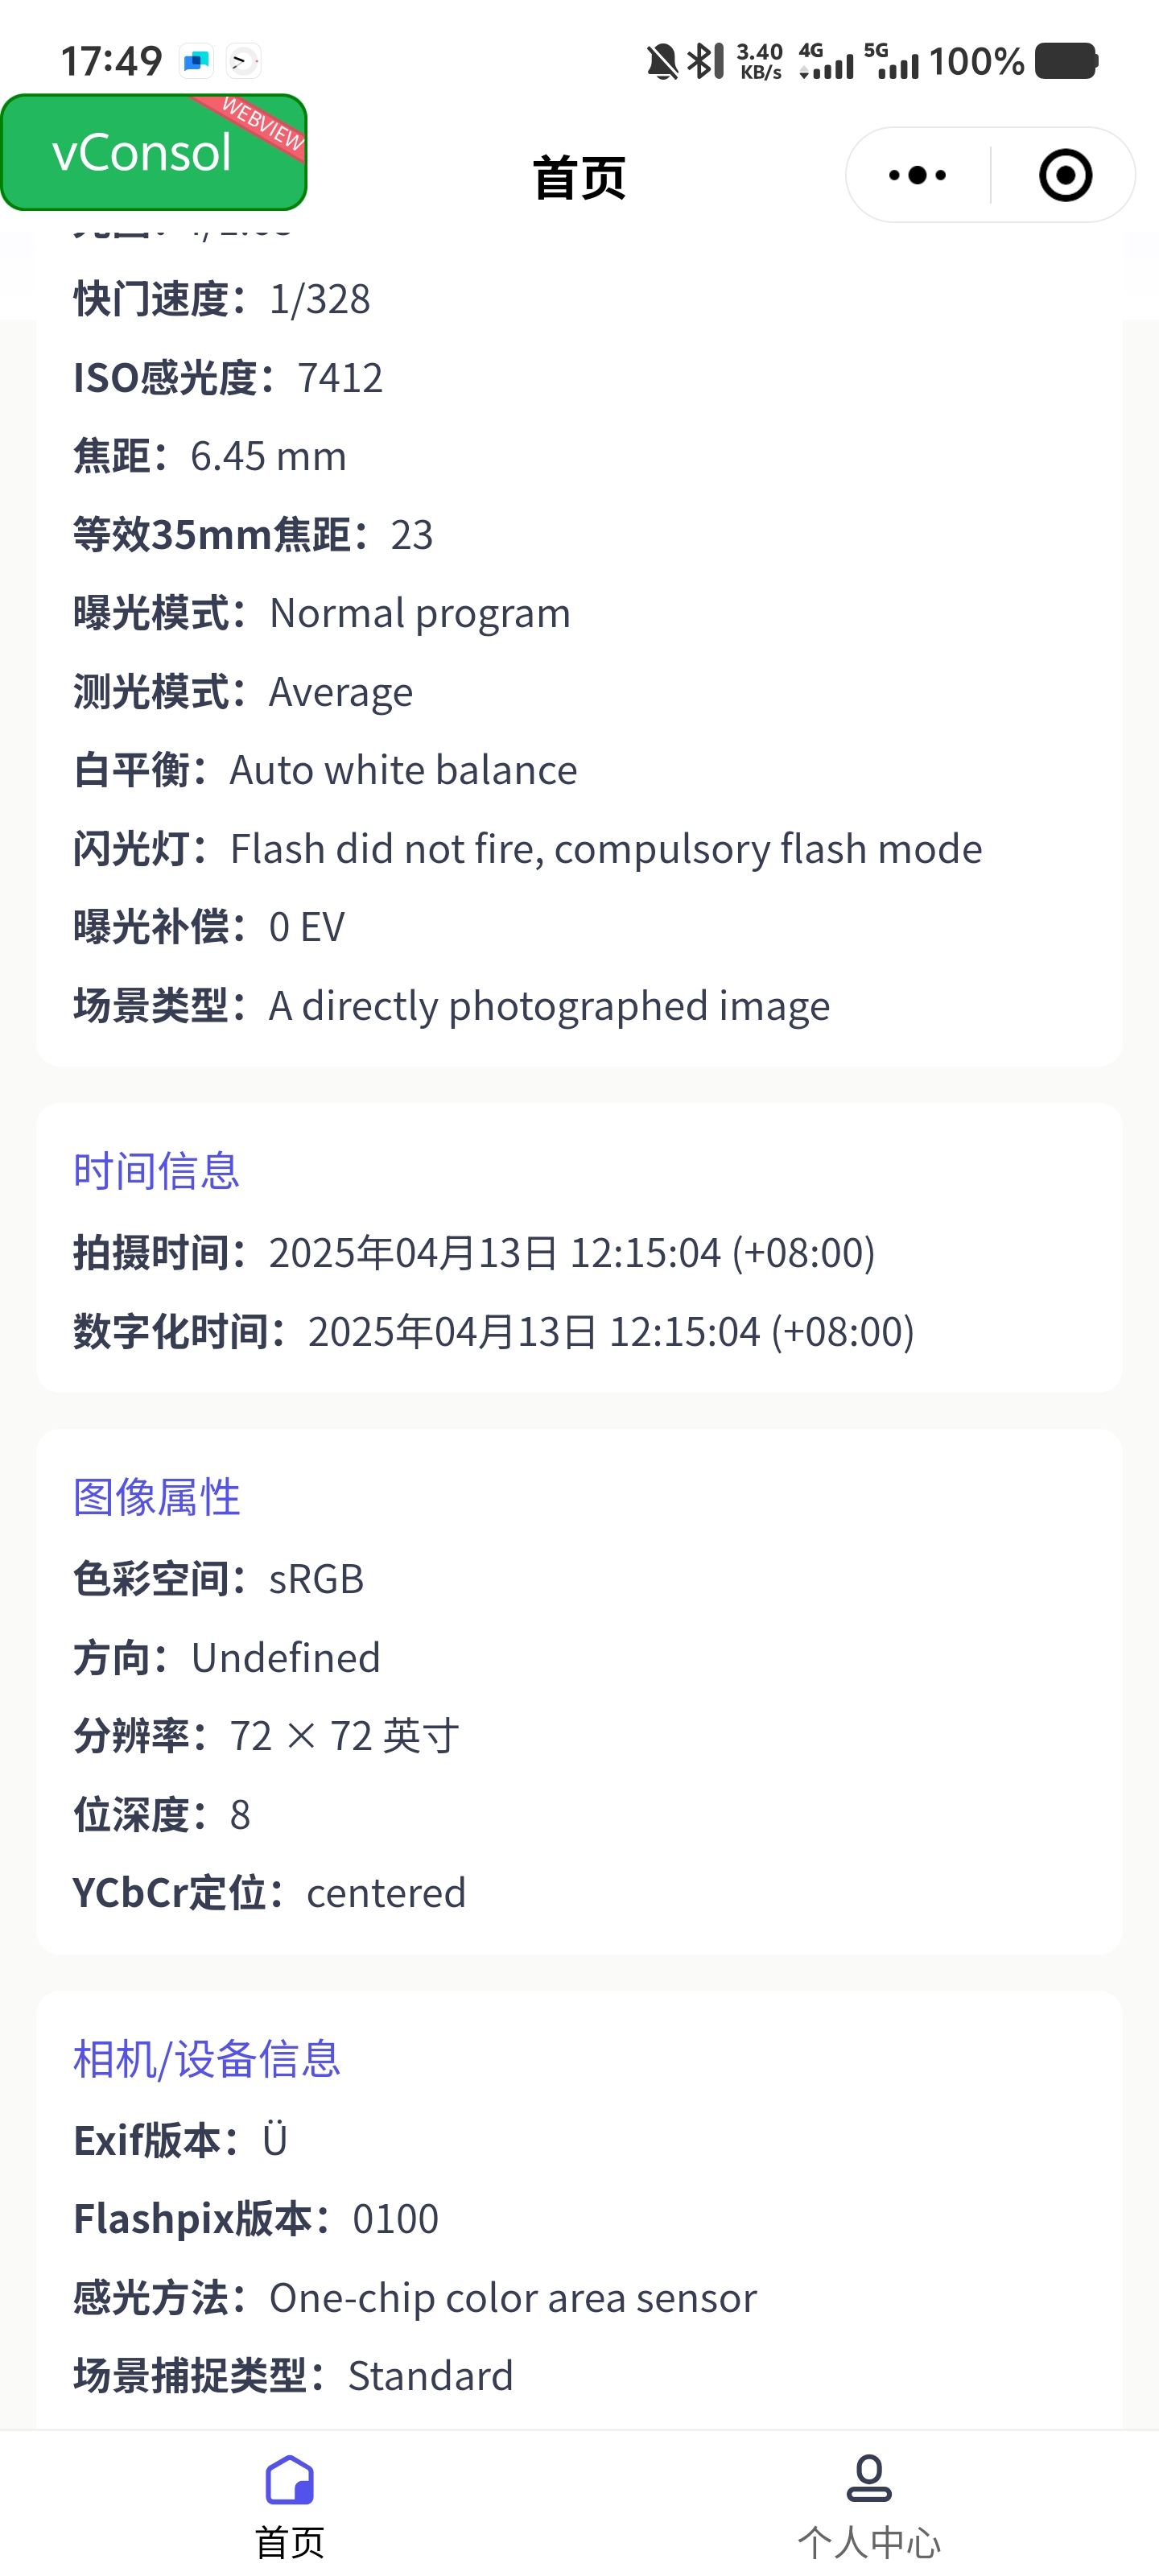 17:49
3.40 KB/s 4G 5G 100%
vConsol WEBVIEW
首页
快门速度：1/328
ISO感光度：7412
焦距：6.45 mm
等效35mm焦距：23
曝光模式：Normal program
测光模式：Average
白平衡：Auto white balance
闪光灯：Flash did not fire, compulsory flash mode
曝光补偿：0 EV
场景类型：A directly photographed image
时间信息
拍摄时间：2025年04月13日 12:15:04 (+08:00)
数字化时间：2025年04月13日 12:15:04 (+08:00)
图像属性
色彩空间：sRGB
方向：Undefined
分辨率：72 × 72 英寸
位深度：8
YCbCr定位：centered
相机/设备信息
Exif版本：Ü
Flashpix版本：0100
感光方法：One-chip color area sensor
场景捕捉类型：Standard
首页
个人中心